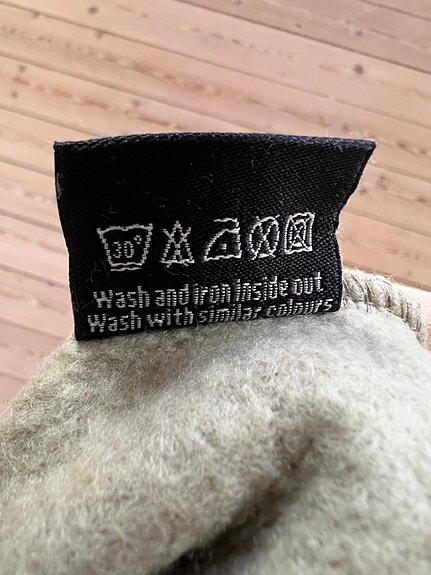 30°
Wash and iron inside out
Wash with similar colours